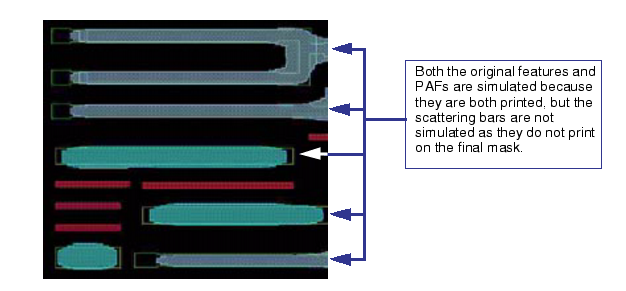 Both the original features and
PAFs are simulated because
they are both printed, but the
scattering bars are not
simulated as they do not print
on the final mask.